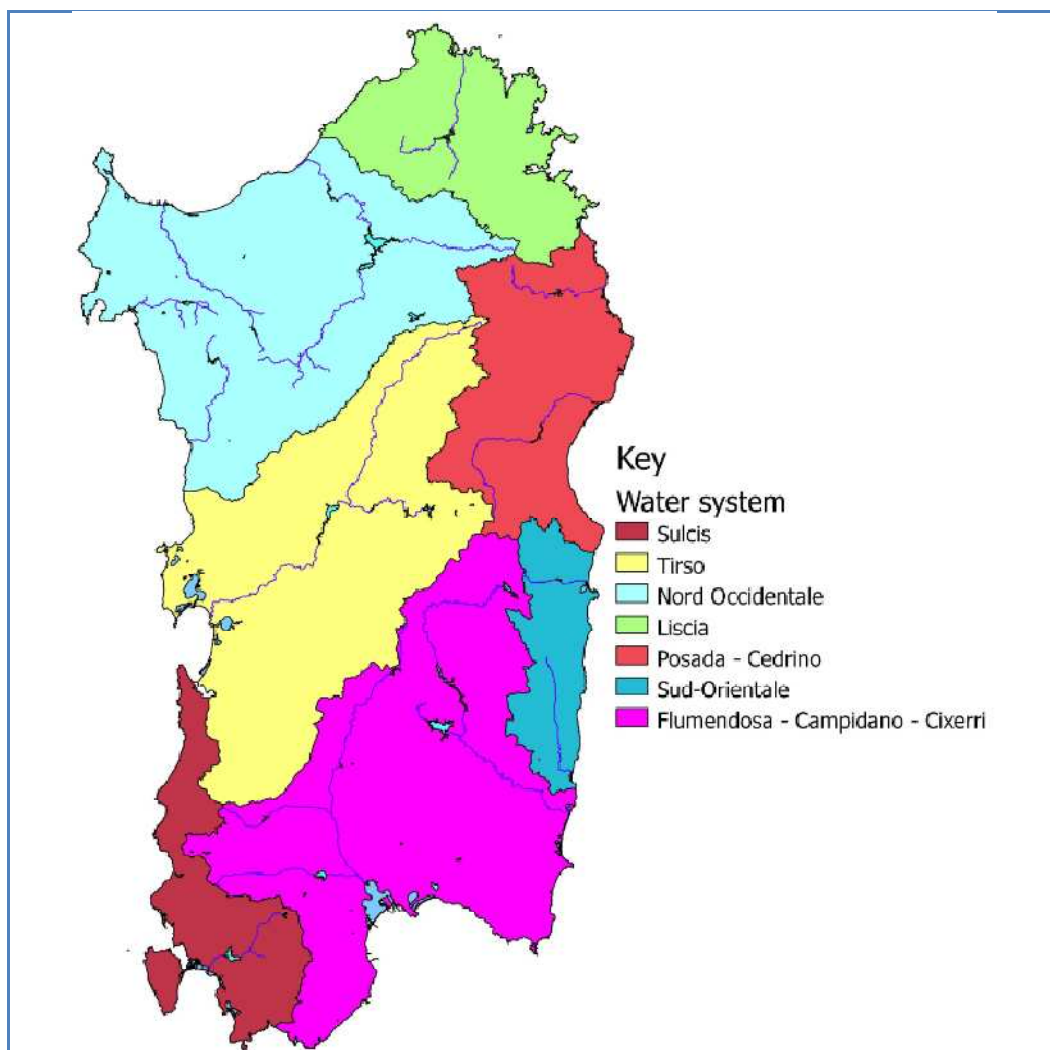 Key
Water system
Sulcis
Tirso
Nord Occidentale
Liscia
Posada - Cedrino
Sud-Orientale
Flumendosa - Campidano - Cixerri